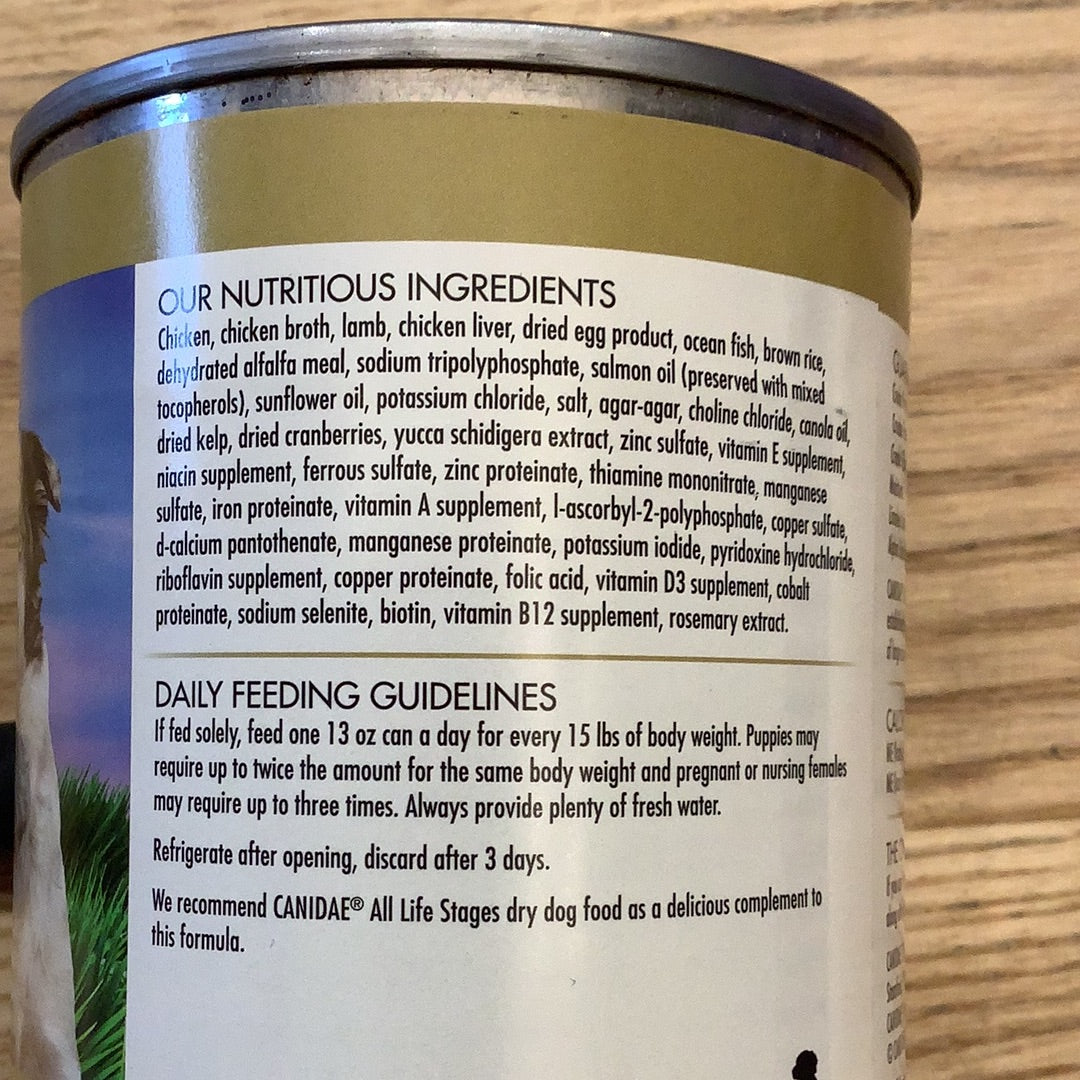 OUR NUTRITIOUS INGREDIENTS
Chicken, chicken broth, lamb, chicken liver, dried egg product, ocean fish, brown rice,
dehydrated alfalfa meal, sodium tripolyphosphate, salmon oil (preserved with mixed
tocopherols), sunflower oil, potassium chloride, salt, agar-agar, choline chloride, canola oil,
dried kelp, dried cranberries, yucca schidigera extract, zinc sulfate, vitamin E supplement,
niacin supplement, ferrous sulfate, zinc proteinate, thiamine mononitrate, manganese
sulfate, iron proteinate, vitamin A supplement, l-ascorbyl-2-polyphosphate, copper sulfate,
d-calcium pantothenate, manganese proteinate, potassium iodide, pyridoxine hydrochloride,
riboflavin supplement, copper proteinate, folic acid, vitamin D3 supplement, cobalt
proteinate, sodium selenite, biotin, vitamin B12 supplement, rosemary extract.
DAILY FEEDING GUIDELINES
If fed solely, feed one 13 oz can a day for every 15 lbs of body weight. Puppies may
require up to twice the amount for the same body weight and pregnant or nursing females
may require up to three times. Always provide plenty of fresh water.
Refrigerate after opening, discard after 3 days.
We recommend CANIDAE® All Life Stages dry dog food as a delicious complement to
this formula.